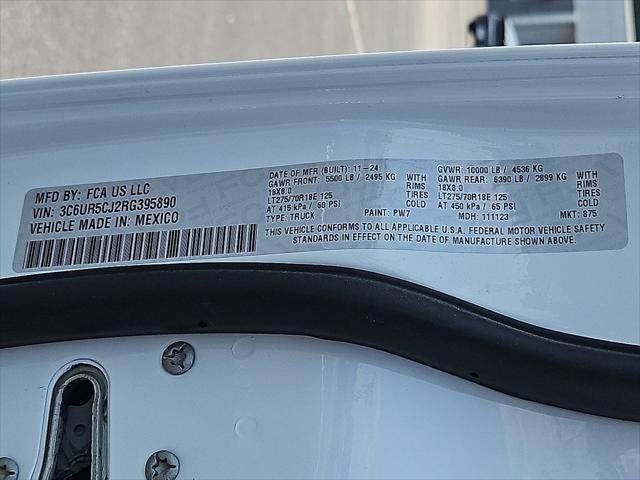 MFD BY: FCA US LLC
VIN: 3C6UR5CJ2RG395890
VEHICLE MADE IN: MEXICO
DATE OF MFR (BUILT): 11-24
GAWR FRONT: 5500 LB / 2495 KG WITH
18X8.0 RIMS
LT275/70R18E 125 TIRES
AT 415 kPa / 60 PSI COLD
TYPE: TRUCK PAINT: PW7
GVWR: 10000 LB / 4536 KG
GAWR REAR: 6390 LB / 2899 KG WITH
18X8.0 RIMS
LT275/70R18E 125 TIRES
AT 450 kPa / 65 PSI COLD
MDH: 111123 MKT: 875
THIS VEHICLE CONFORMS TO ALL APPLICABLE U.S.A. FEDERAL MOTOR VEHICLE SAFETY
STANDARDS IN EFFECT ON THE DATE OF MANUFACTURE SHOWN ABOVE.